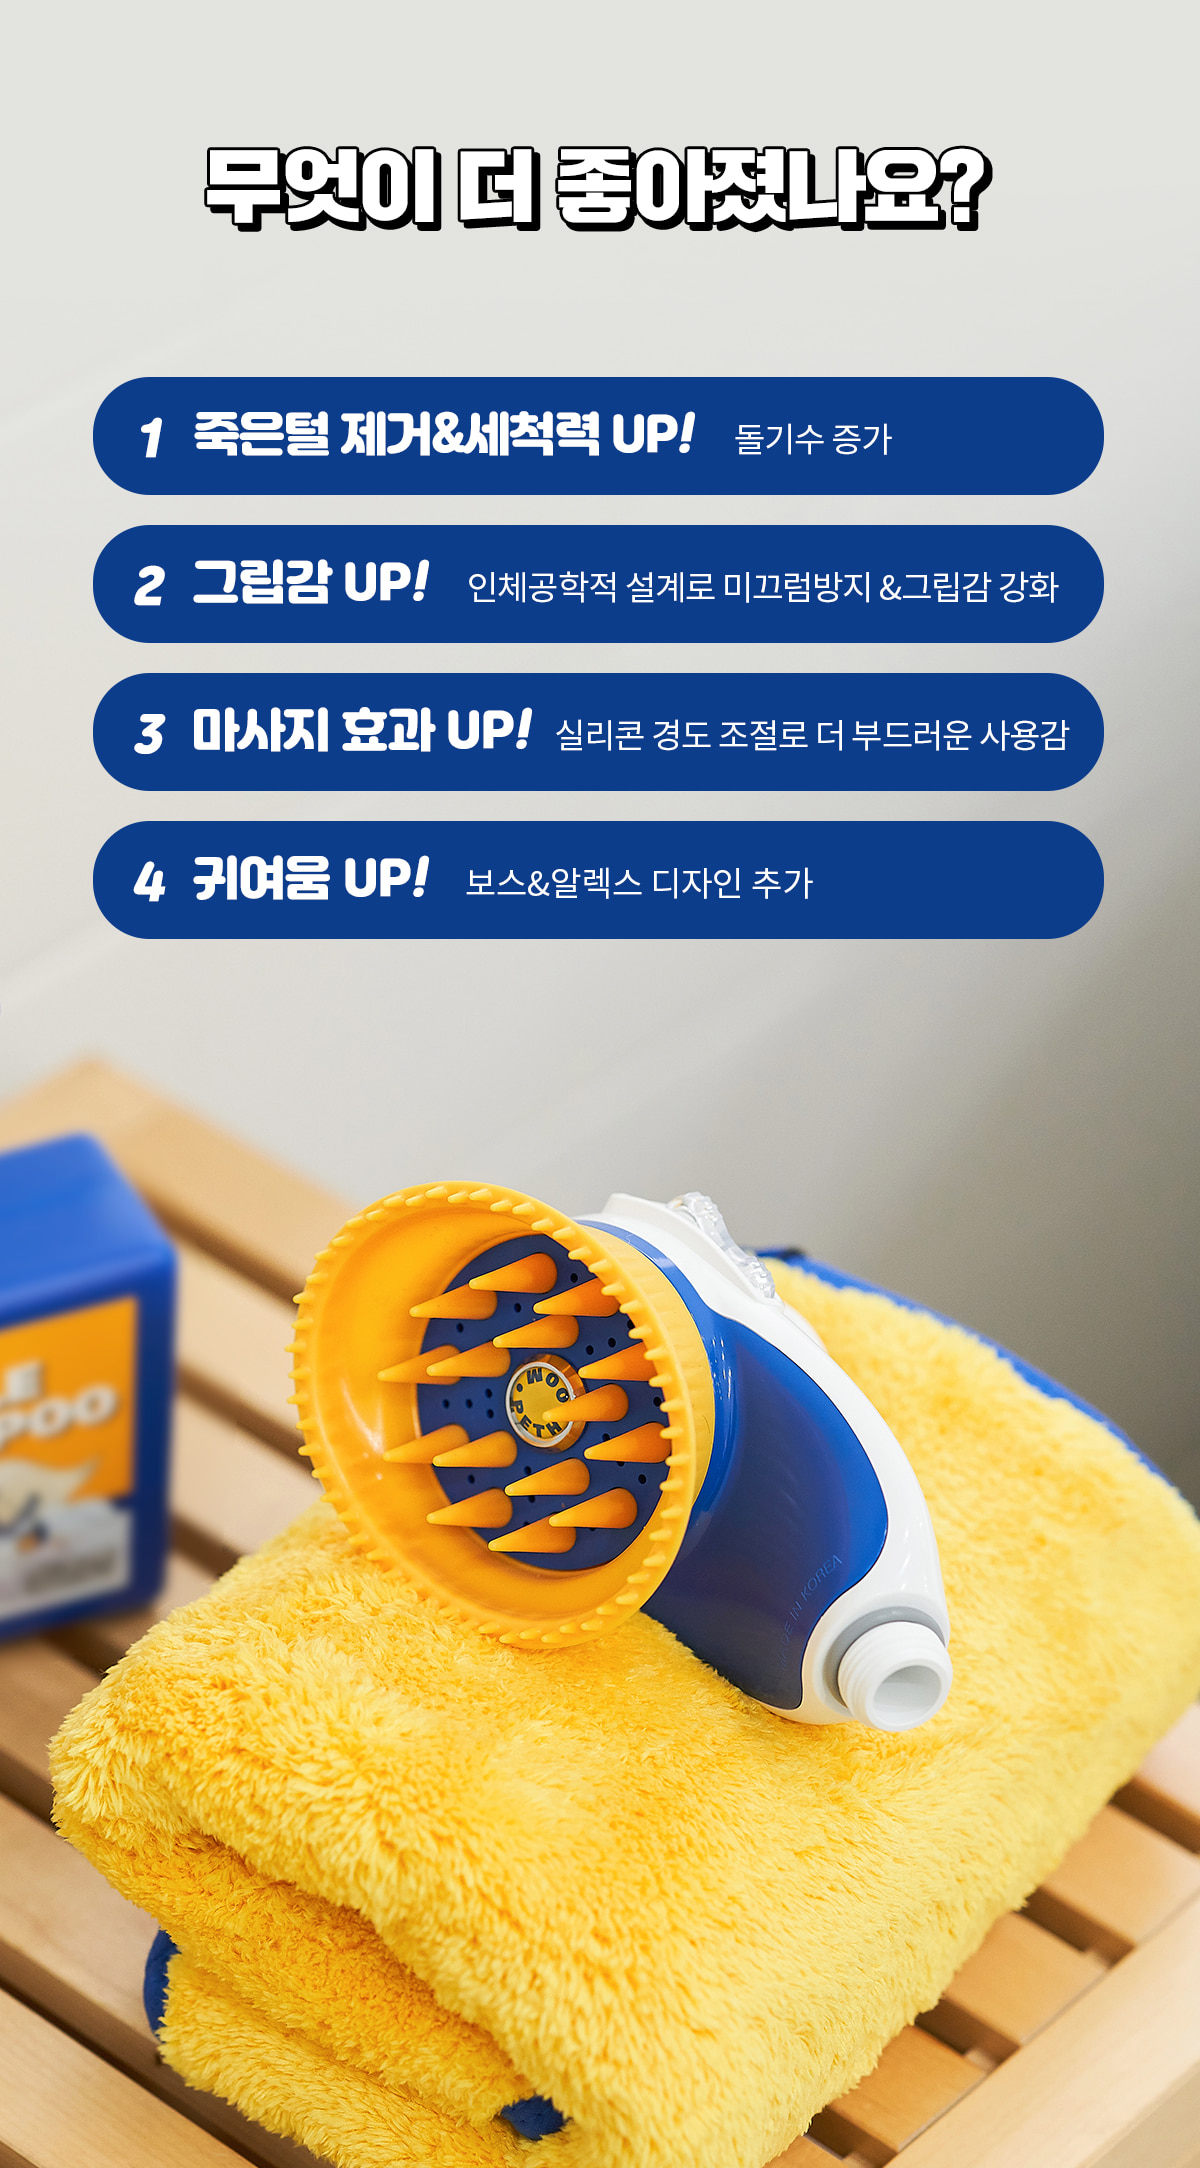 무엇이 더 좋아졌나요?
1 죽은털 제거&세척력 UP! 돌기수 증가
2 그립감 UP! 인체공학적 설계로 미끄럼방지 &그립감 강화
3 마사지 효과 UP! 실리콘 경도 조절로 더 부드러운 사용감
4 귀여움 UP! 보스&알렉스 디자인 추가
MOO
PETH
IN KOREA
POO